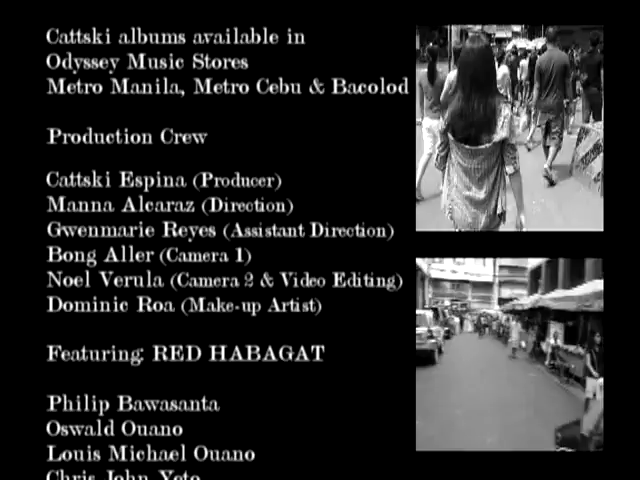 Cattski albums available in
Odyssey Music Stores
Metro Manila, Metro Cebu & Bacolod
Production Crew
Cattski Espina (Producer)
Manna Alcaraz (Direction)
Gwenmarie Reyes (Assistant Direction)
Bong Aller (Camera 1)
Noel Verula (Camera 2 & Video Editing)
Dominic Roa (Make-up Artist)
Featuring RED HABAGAT
Philip Bawasanta
Oswald Ouano
Louis Michael Ouano
Chris John